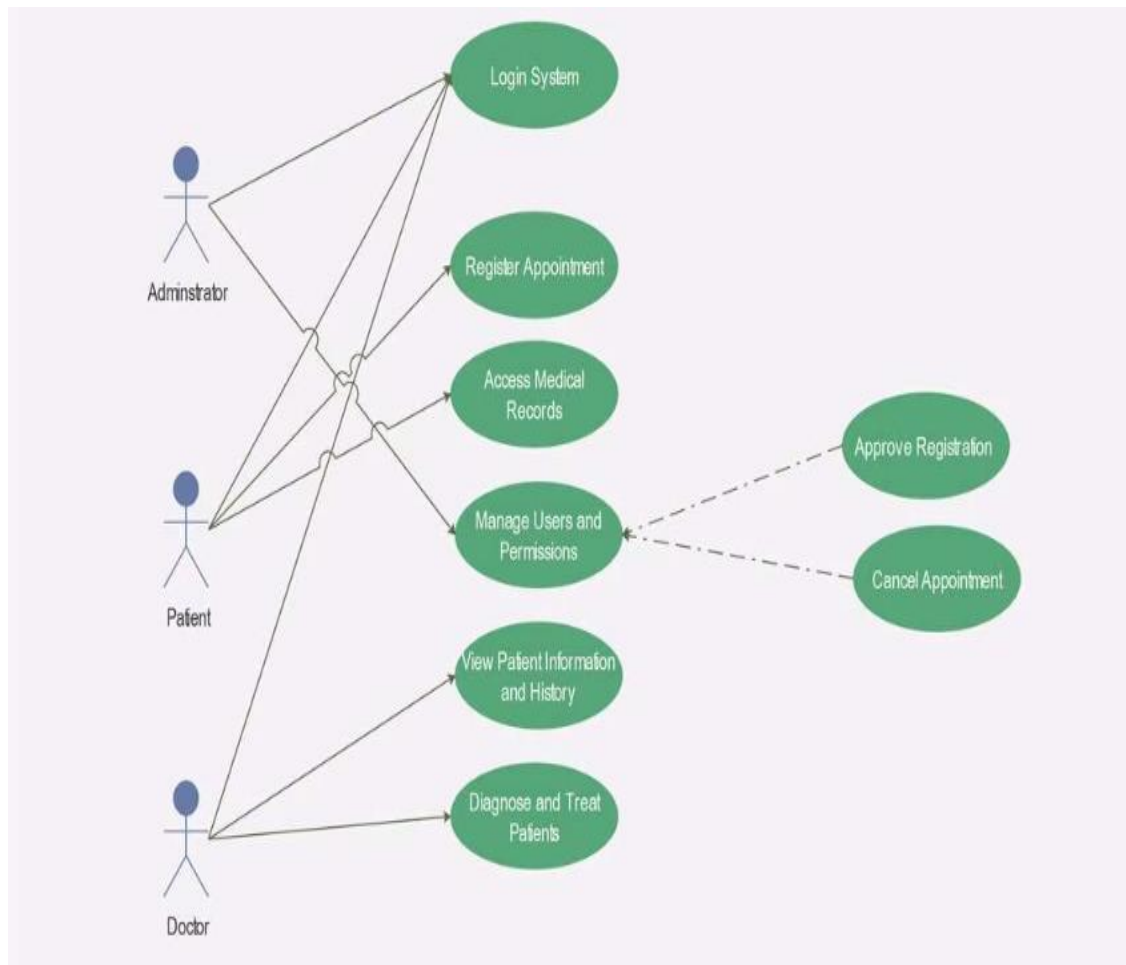 Login System
Adminstrator
Register Appointment
Access Medical
Records
Approve Registration
Manage Users and
Permissions
Cancel Appointment
Patient
View Patient Information
and History
Diagnose and Treat
Patients
Doctor